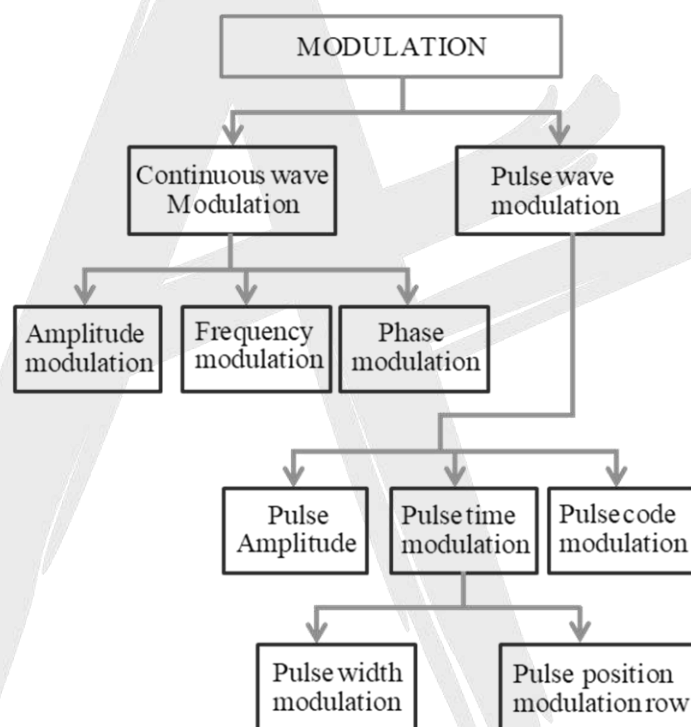 MODULATION
Continuous wave
Modulation
Pulse wave
modulation
Amplitude
modulation
Frequency
modulation
Phase
modulation
Pulse
Amplitude
Pulse time
modulation
Pulse code
modulation
Pulse width
modulation
Pulse position
modulation row